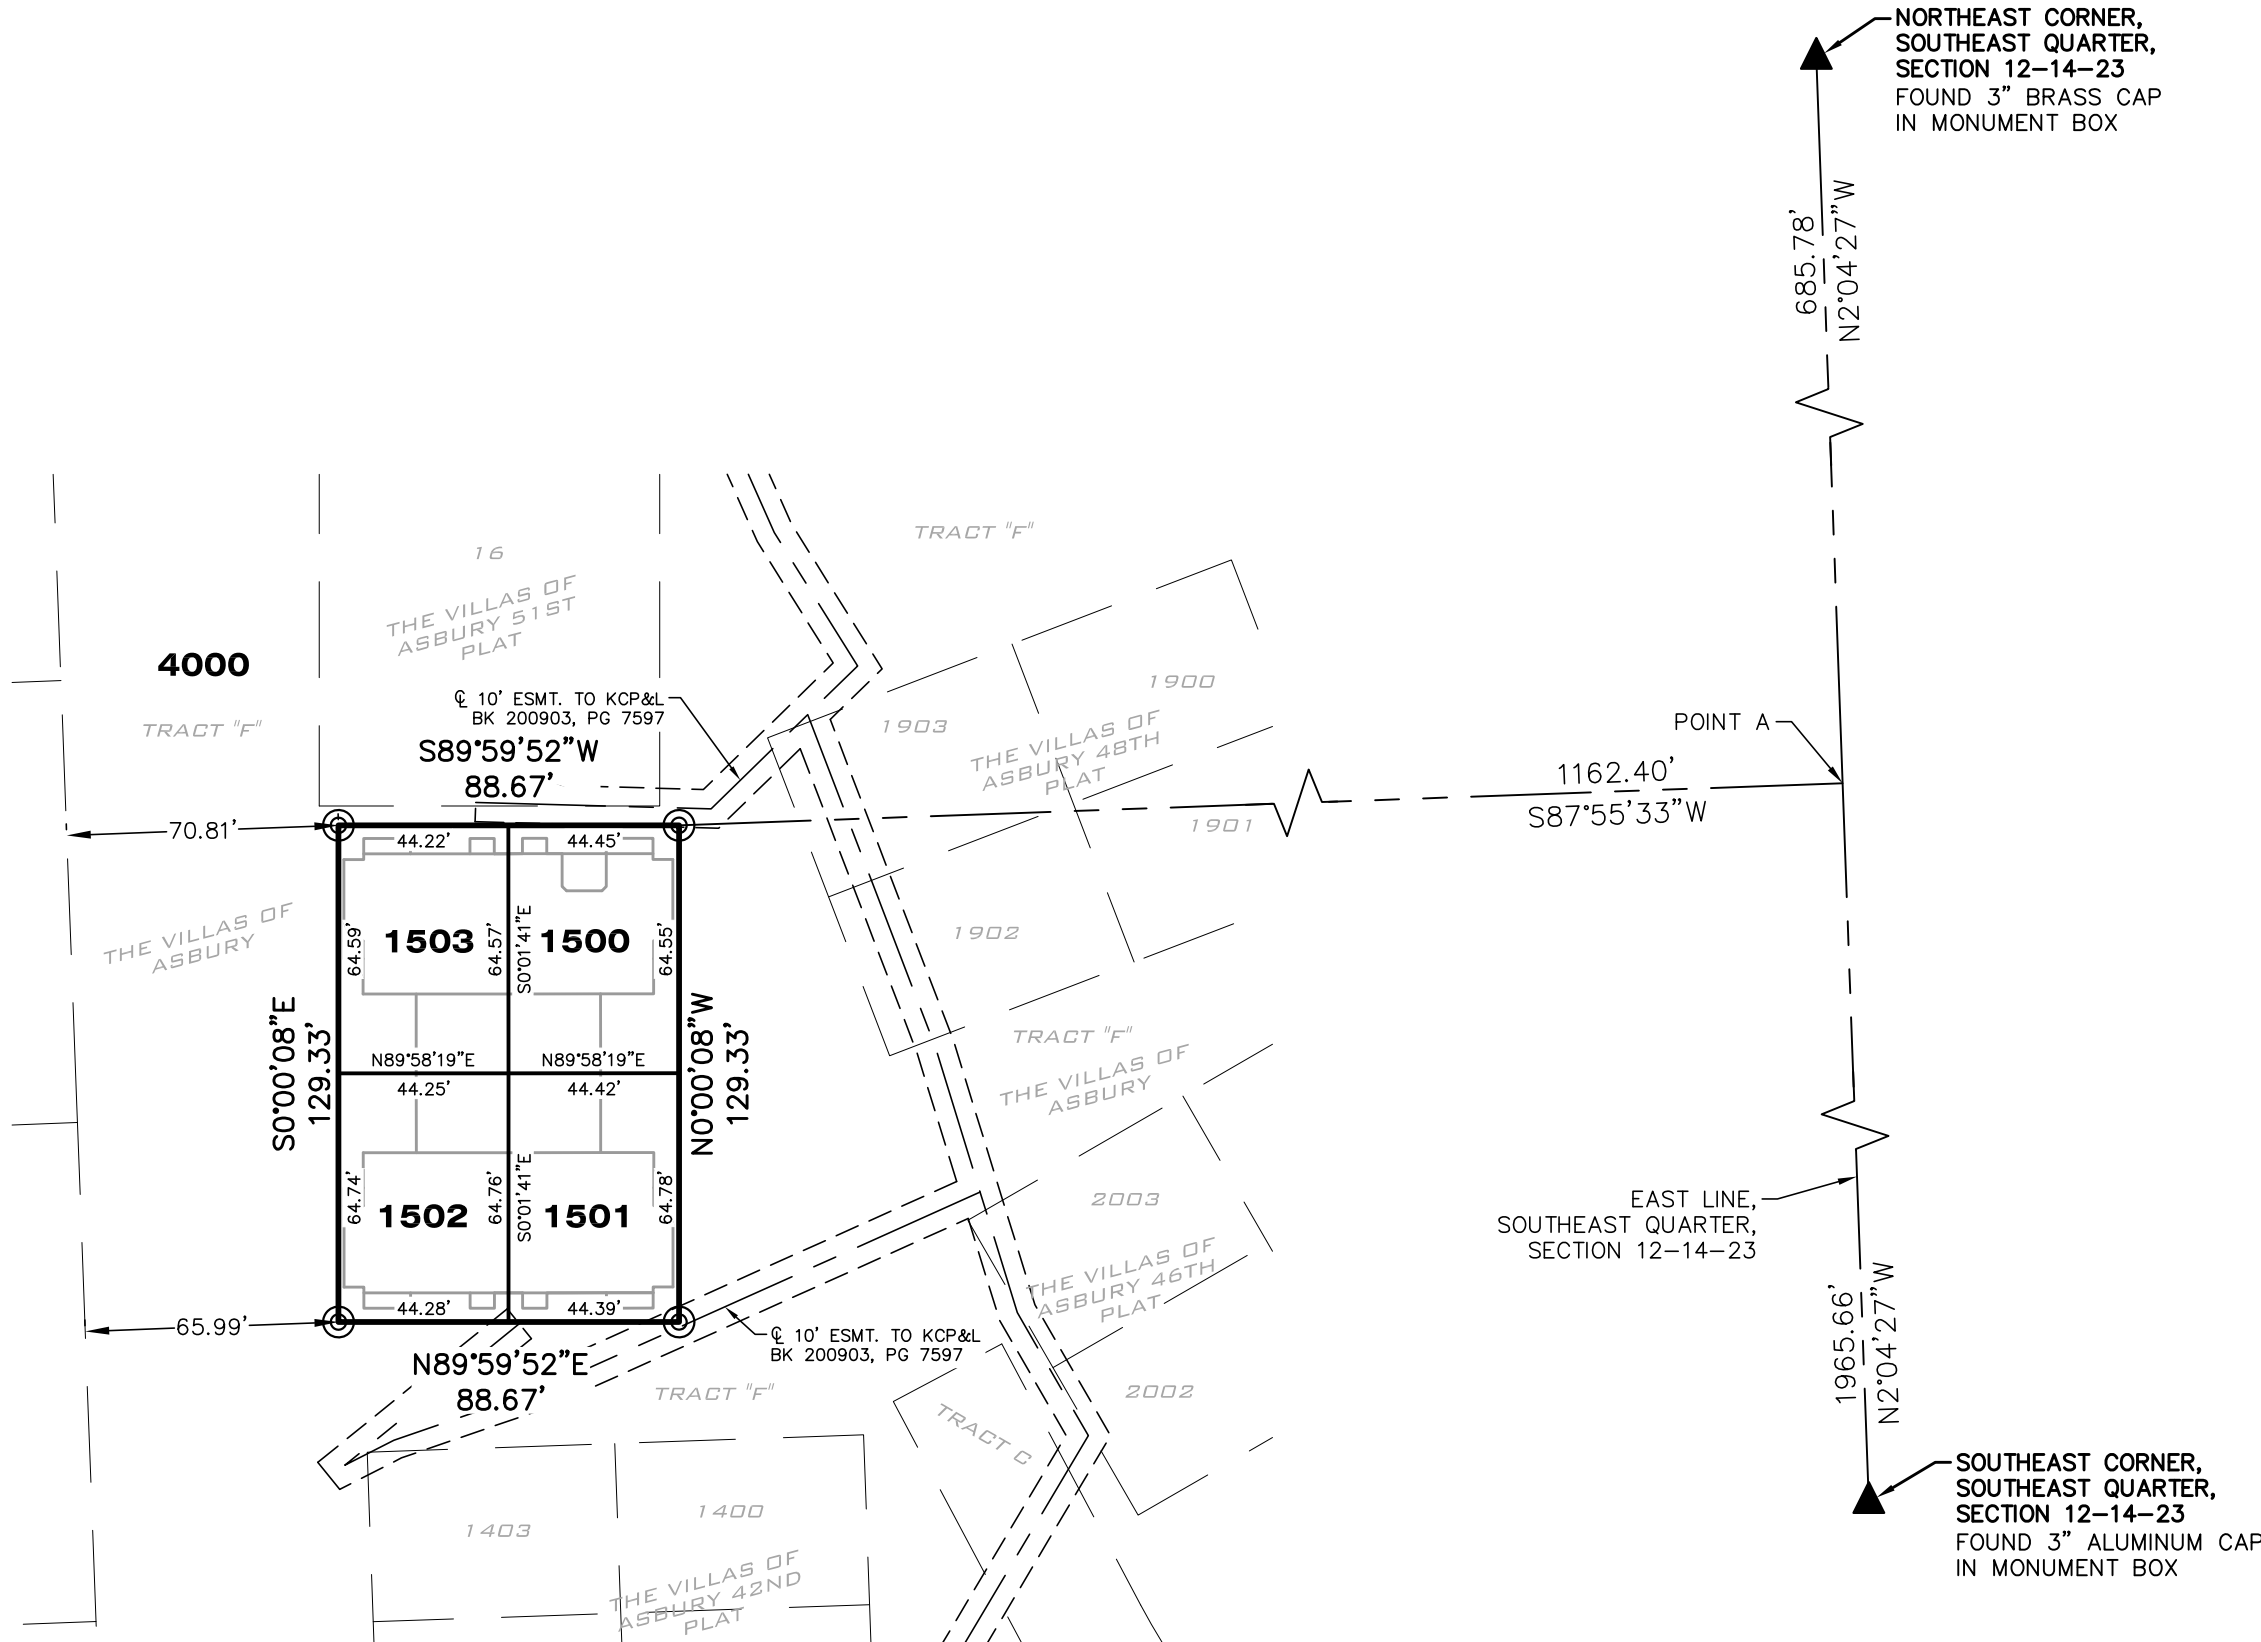 NORTHEAST CORNER,
SOUTHEAST QUARTER,
SECTION 12-14-23
FOUND 3" BRASS CAP
IN MONUMENT BOX
685.78'
N2°04'27"W
TRACT "F"
16
THE VILLAS OF
ASBURY 51ST
PLAT
4000
TRACT "F"
℄ 10' ESMT. TO KCP&L
BK 200903, PG 7597
S89°59'52"W
88.67'
1900
1903
THE VILLAS OF
ASBURY 48TH
PLAT
POINT A
1162.40'
S87°55'33"W
1901
70.81'
44.22'
44.45'
THE VILLAS OF
ASBURY
64.59'
1503
64.57'
S0°01'41"E
1500
64.55'
1902
S0°00'08"E
129.33'
N0°00'08"W
129.33'
N89°58'19"E
N89°58'19"E
44.25'
44.42'
TRACT "F"
THE VILLAS OF
ASBURY
64.74'
1502
64.76'
S0°01'41"E
1501
64.78'
2003
EAST LINE,
SOUTHEAST QUARTER,
SECTION 12-14-23
THE VILLAS OF
ASBURY 46TH
PLAT
65.99'
44.28'
44.39'
℄ 10' ESMT. TO KCP&L
BK 200903, PG 7597
N89°59'52"E
88.67'
TRACT "F"
2002
TRACT C
1965.66'
N2°04'27"W
SOUTHEAST CORNER,
SOUTHEAST QUARTER,
SECTION 12-14-23
FOUND 3" ALUMINUM CAP
IN MONUMENT BOX
1403
1400
THE VILLAS OF
ASBURY 42ND
PLAT